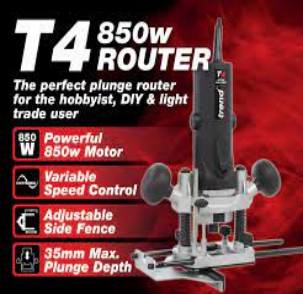 T4 850w
ROUTER
The perfect plunge router
for the hobbyist, DIY & light
trade user
850
W
Powerful
850w Motor
Variable
Speed Control
Adjustable
Side Fence
35mm Max.
Plunge Depth
T4
trend